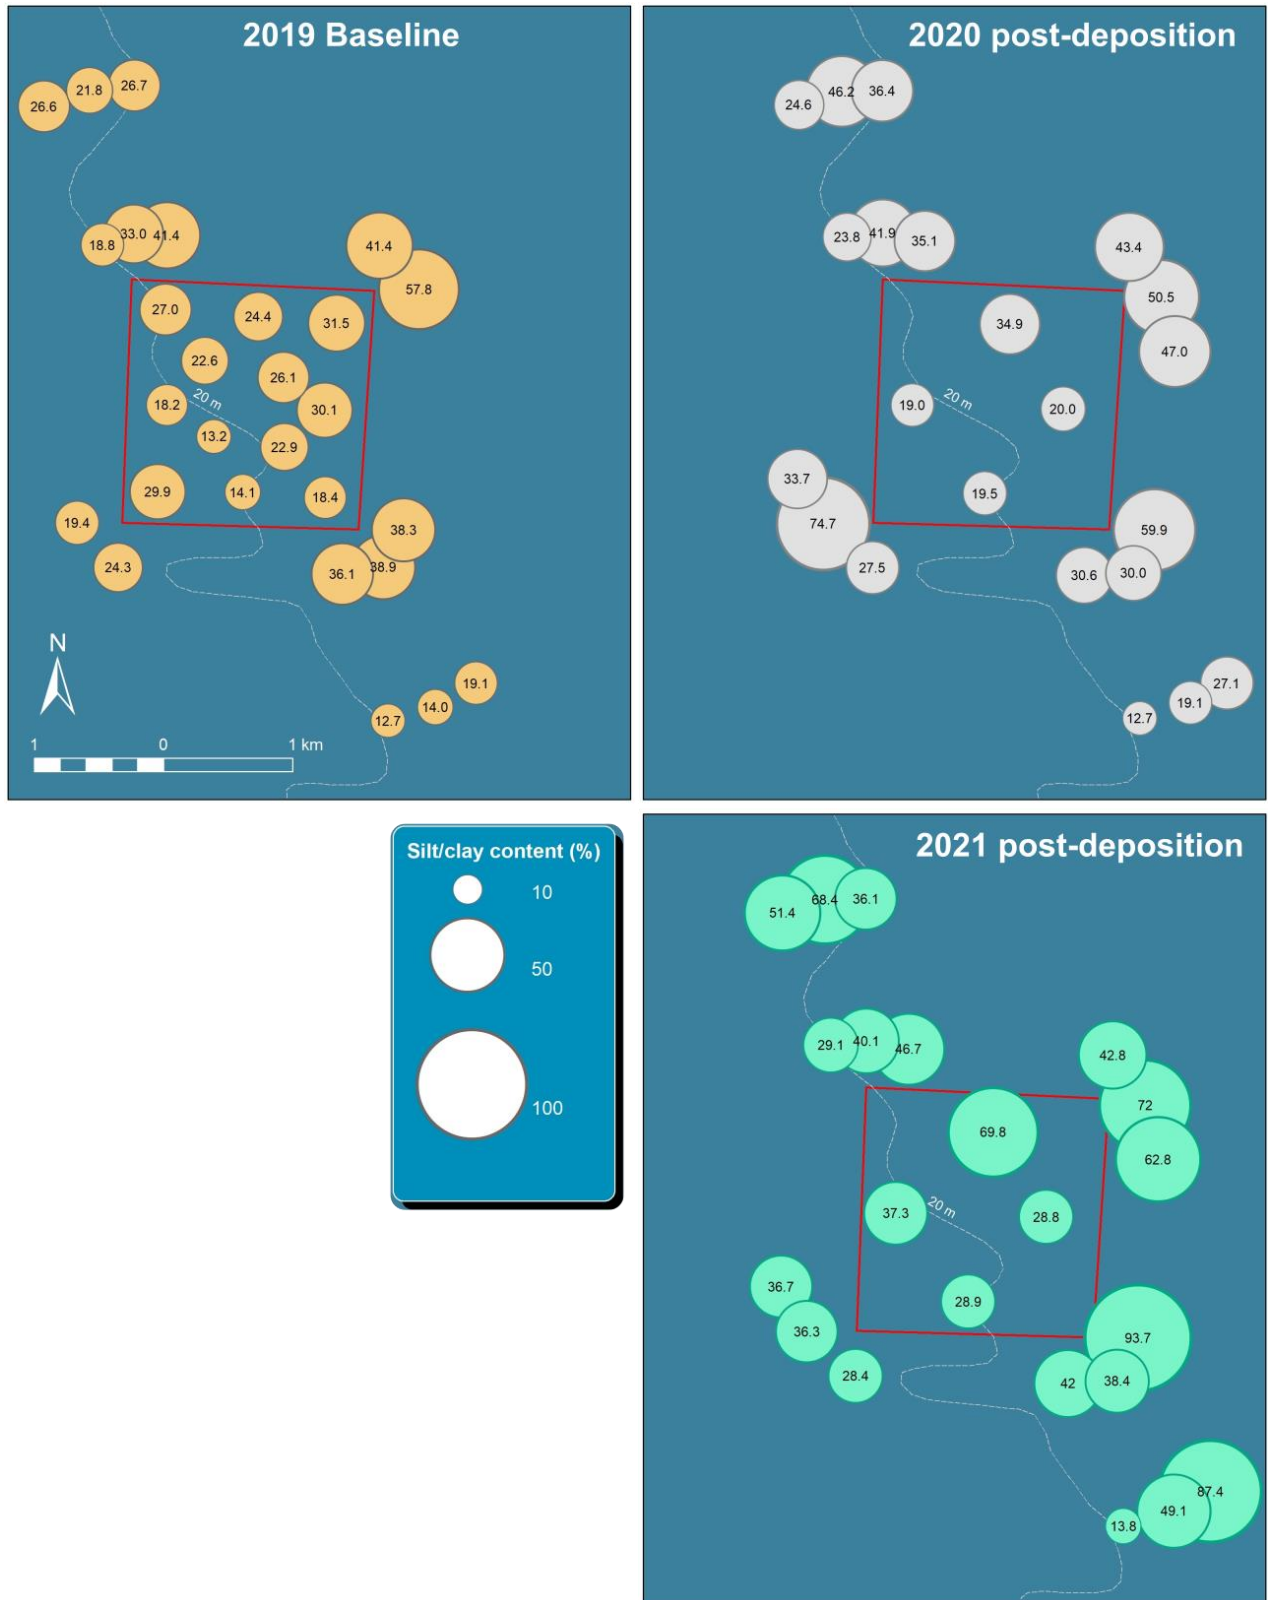 2019 Baseline
26.6 21.8 26.7
18.8 33.0 41.4
41.4
57.8
27.0 24.4 31.5
22.6 26.1
18.2 20 m 30.1
13.2 22.9
29.9 14.1 18.4
19.4
24.3
38.3
36.1 38.9
N
19.1
14.0
12.7
1 0 1 km
2020 post-deposition
24.6 46.2 36.4
23.8 41.9 35.1
43.4
50.5
34.9
47.0
19.0 20 m 20.0
33.7
19.5
74.7
59.9
27.5
30.6 30.0
27.1
19.1
12.7
Silt/clay content (%)
10
50
100
2021 post-deposition
51.4 68.4 36.1
29.1 40.1 46.7
42.8
72
69.8
62.8
37.3 20 m 28.8
36.7
28.9
36.3
93.7
28.4
42 38.4
87.4
49.1
13.8